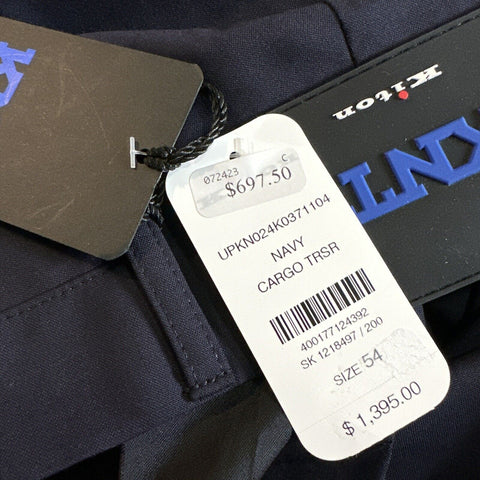 Kiton
KNT
072423 C
$697.50
UPKN024K0371104
NAVY
CARGO TRSR
400177124392
SK 1218497 / 200
SIZE 54
$ 1,395.00
K